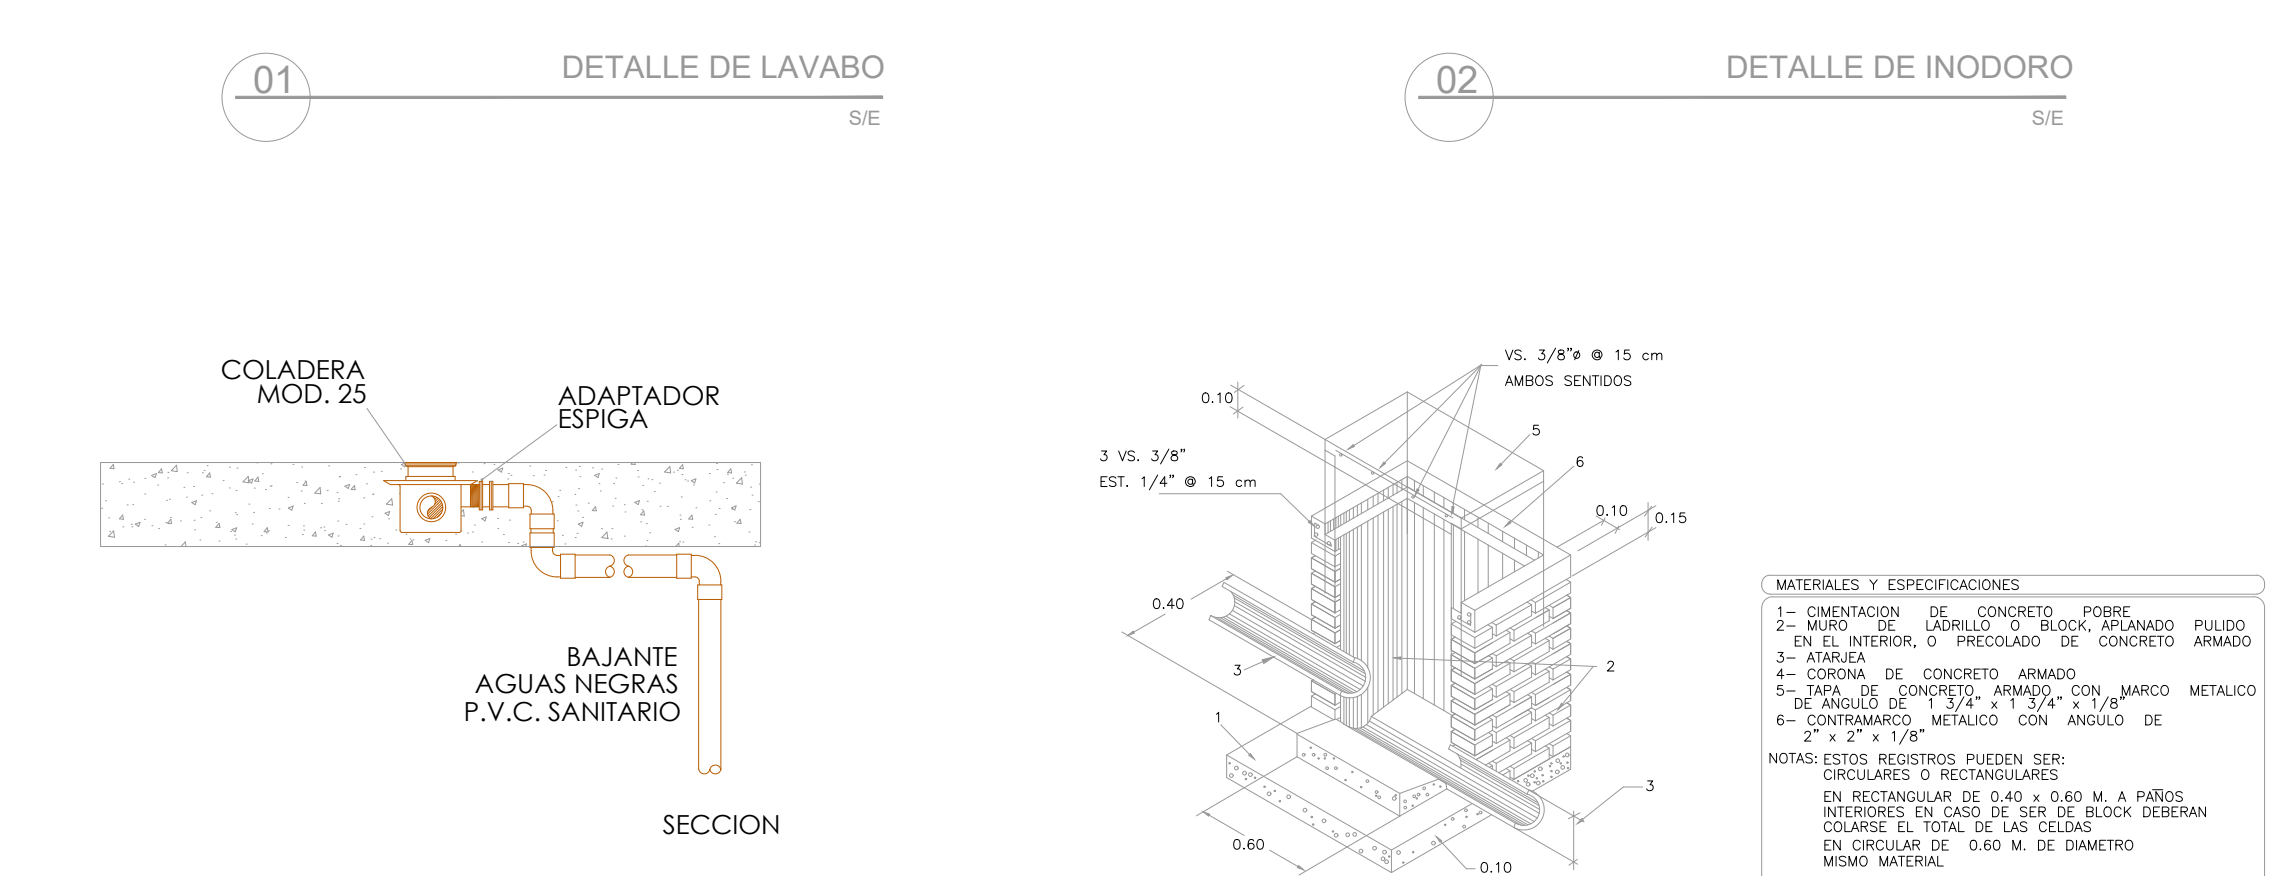 01
DETALLE DE LAVABO
S/E
02
DETALLE DE INODORO
S/E
COLADERA
MOD. 25
ADAPTADOR
ESPIGA
BAJANTE
AGUAS NEGRAS
P.V.C. SANITARIO
SECCION
VS. 3/8"ø @ 15 cm
AMBOS SENTIDOS
0.10
5
3 VS. 3/8"
EST. 1/4" @ 15 cm
6
0.10
0.15
0.40
3
2
1
3
0.60
0.10
MATERIALES Y ESPECIFICACIONES
1- CIMENTACION DE CONCRETO POBRE
2- MURO DE LADRILLO O BLOCK, APLANADO PULIDO
EN EL INTERIOR, O PRECOLADO DE CONCRETO ARMADO
3- ATARJEA
4- CORONA DE CONCRETO ARMADO
5- TAPA DE CONCRETO ARMADO CON MARCO METALICO
DE ANGULO DE 1 3/4" x 1 3/4" x 1/8"
6- CONTRAMARCO METALICO CON ANGULO DE
2" x 2" x 1/8"
NOTAS: ESTOS REGISTROS PUEDEN SER:
CIRCULARES O RECTANGULARES
EN RECTANGULAR DE 0.40 x 0.60 M. A PAÑOS
INTERIORES EN CASO DE SER DE BLOCK DEBERAN
COLARSE EL TOTAL DE LAS CELDAS
EN CIRCULAR DE 0.60 M. DE DIAMETRO
MISMO MATERIAL